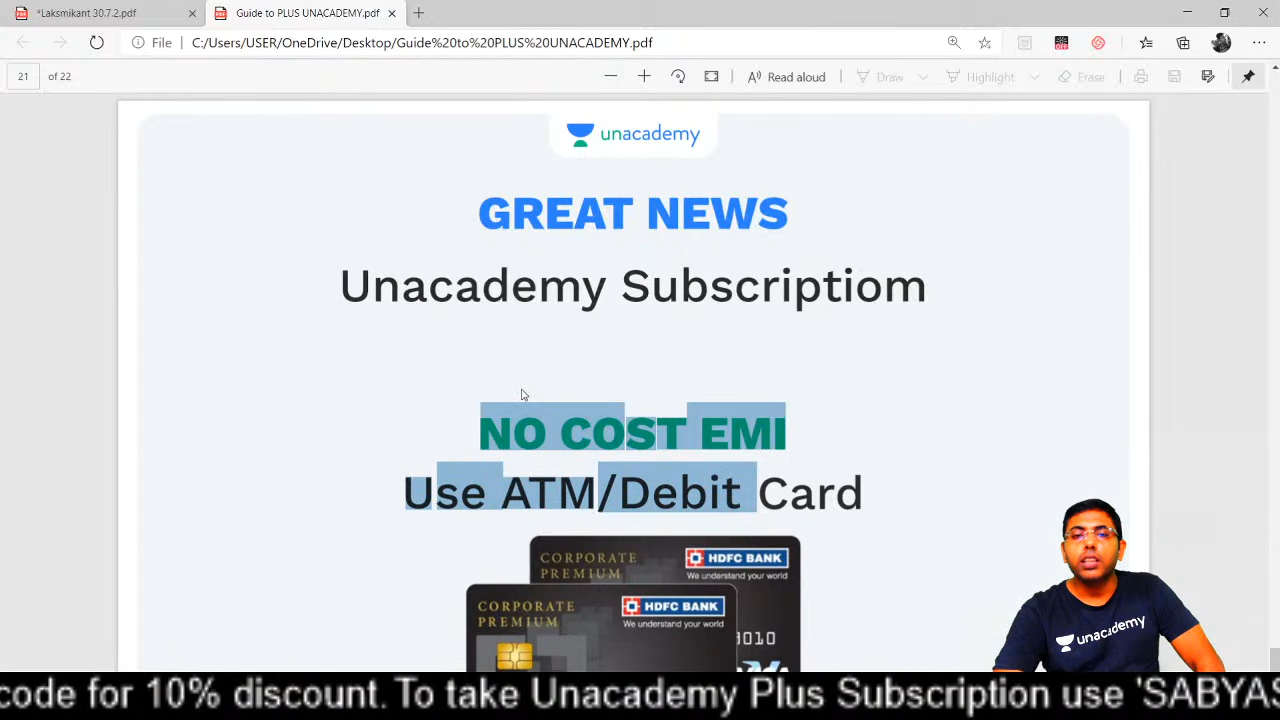 *Laksmikant 30.7.2.pdf
Guide to PLUS UNACADEMY.pdf
File
C:/Users/USER/OneDrive/Desktop/Guide%20to%20PLUS%20UNACADEMY.pdf
21
of 22
Read aloud
Draw
Highlight
Erase
unacademy
GREAT NEWS
Unacademy Subscriptiom
NO COST EMI
Use ATM/Debit Card
CORPORATE
PREMIUM
HDFC BANK
We understand your world
CORPORATE
PREMIUM
HDFC BANK
We understand your world
3010
unacademy
code for 10% discount. To take Unacademy Plus Subscription use 'SABYAS